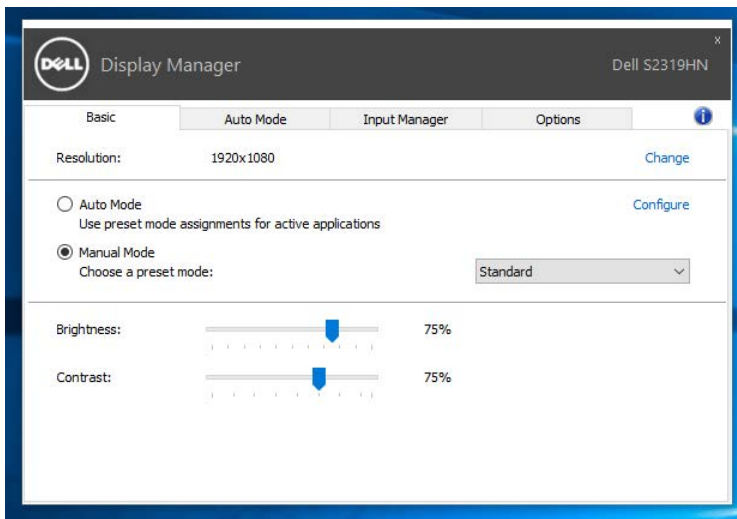 DELL Display Manager
x
Dell S2319HN
Basic Auto Mode Input Manager Options i
Resolution: 1920x1080 Change
Auto Mode Configure
Use preset mode assignments for active applications
Manual Mode
Choose a preset mode: Standard
Brightness: 75%
Contrast: 75%